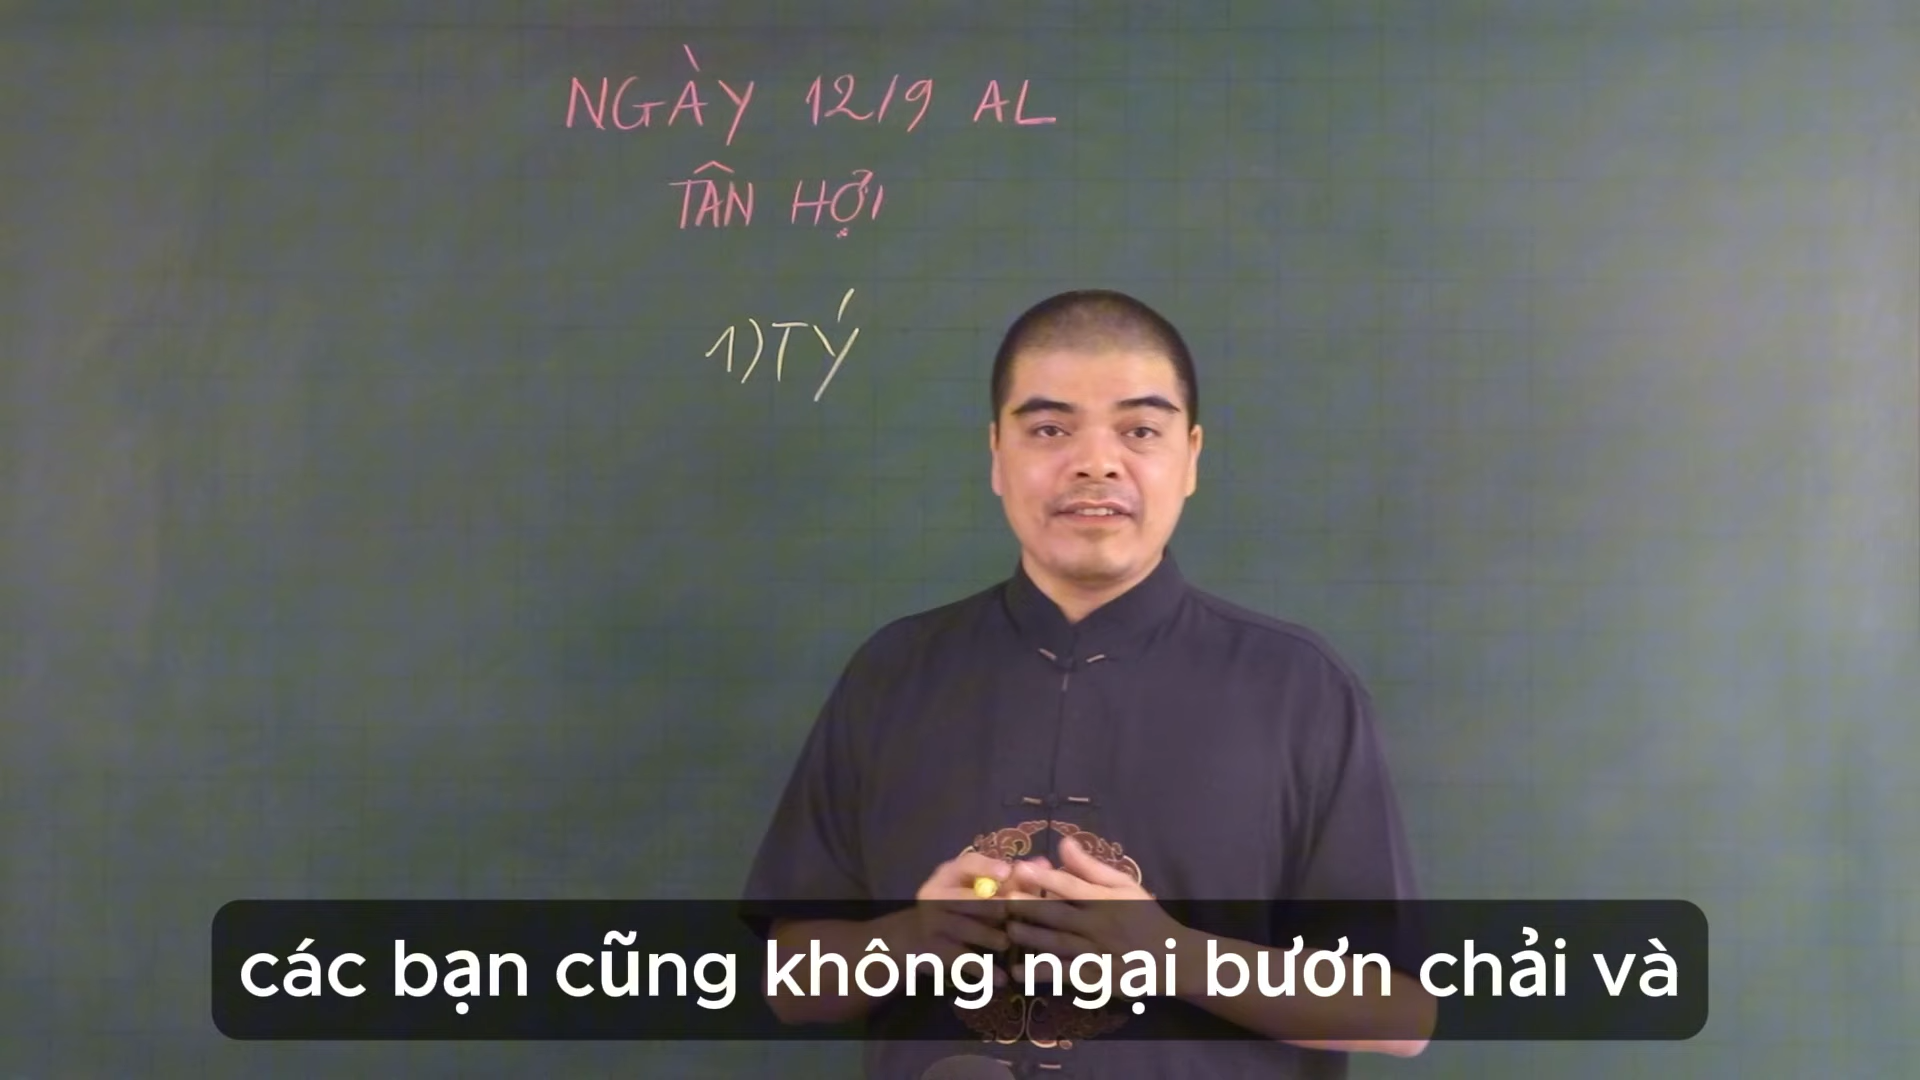 NGÀY 12/9 AL
TÂN HỢI
1) TÝ
các bạn cũng không ngại bươn chải và